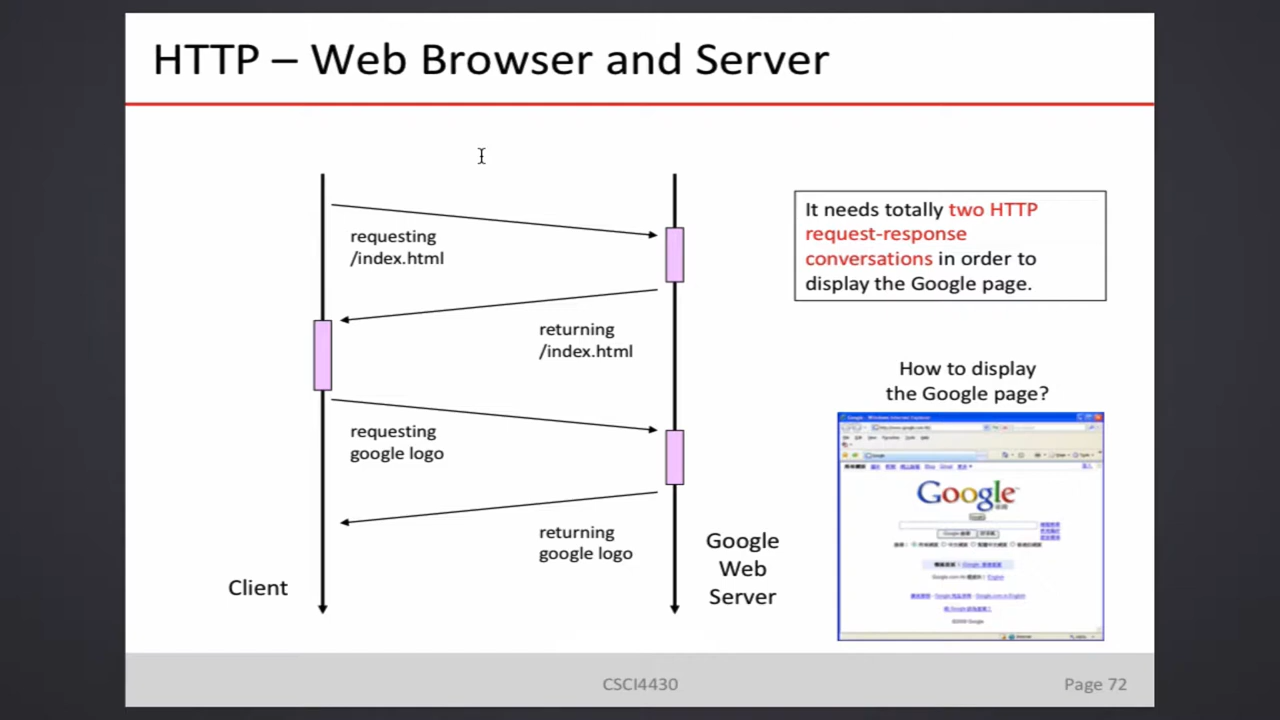 HTTP – Web Browser and Server
requesting
/index.html
returning
/index.html
requesting
google logo
returning
google logo
Client
Google
Web
Server
It needs totally two HTTP
request-response
conversations in order to
display the Google page.
How to display
the Google page?
Google
CSCI4430
Page 72